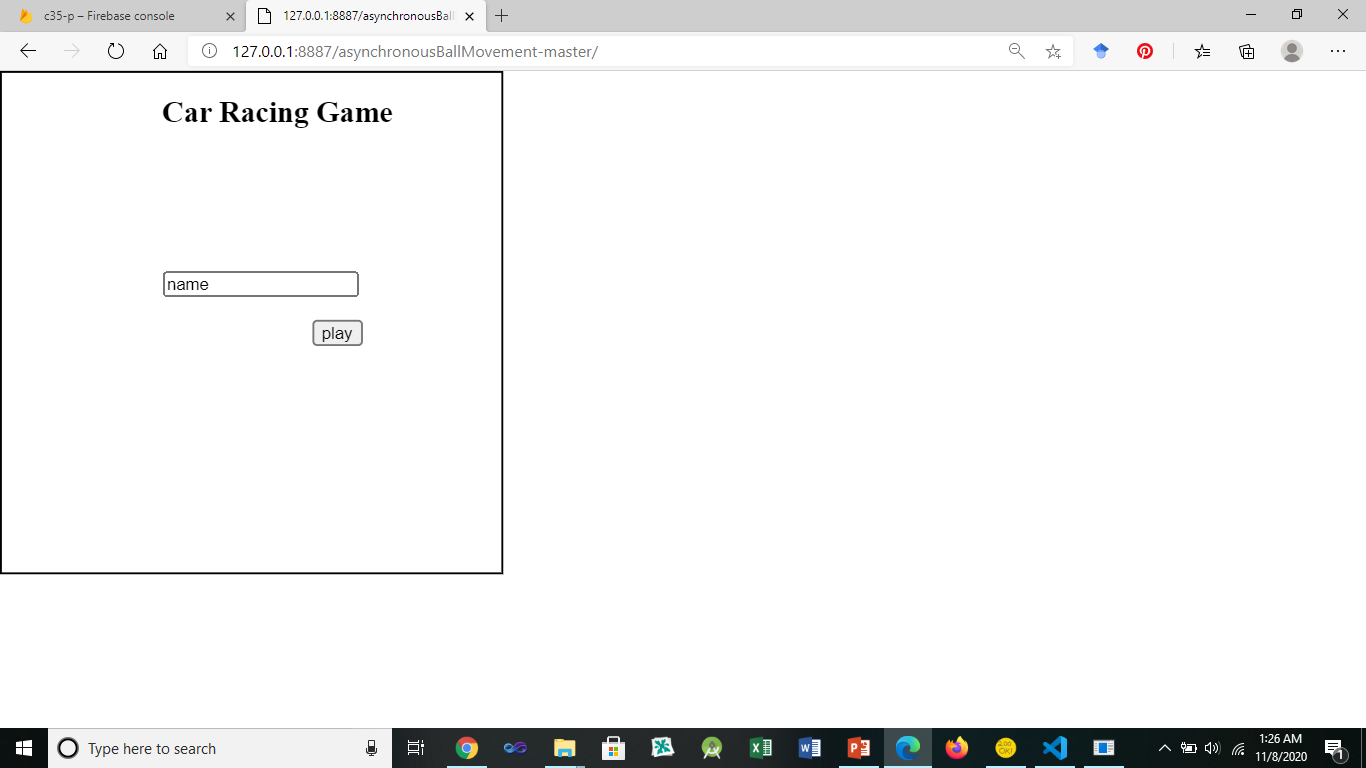 c35-p – Firebase console
127.0.0.1:8887/asynchronousBall
127.0.0.1:8887/asynchronousBallMovement-master/
Car Racing Game
name
play
Type here to search
1:26 AM
11/8/2020
1